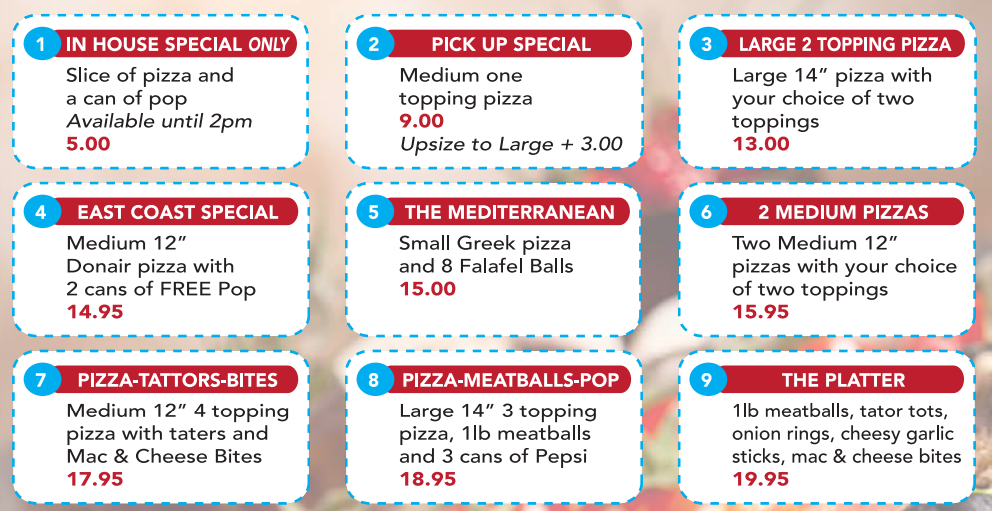 1 IN HOUSE SPECIAL ONLY
Slice of pizza and
a can of pop
Available until 2pm
5.00
2 PICK UP SPECIAL
Medium one
topping pizza
9.00
Upsize to Large + 3.00
3 LARGE 2 TOPPING PIZZA
Large 14” pizza with
your choice of two
toppings
13.00
4 EAST COAST SPECIAL
Medium 12”
Donair pizza with
2 cans of FREE Pop
14.95
5 THE MEDITERRANEAN
Small Greek pizza
and 8 Falafel Balls
15.00
6 2 MEDIUM PIZZAS
Two Medium 12”
pizzas with your choice
of two toppings
15.95
7 PIZZA-TATTORS-BITES
Medium 12” 4 topping
pizza with taters and
Mac & Cheese Bites
17.95
8 PIZZA-MEATBALLS-POP
Large 14” 3 topping
pizza, 1lb meatballs
and 3 cans of Pepsi
18.95
9 THE PLATTER
1lb meatballs, tator tots,
onion rings, cheesy garlic
sticks, mac & cheese bites
19.95